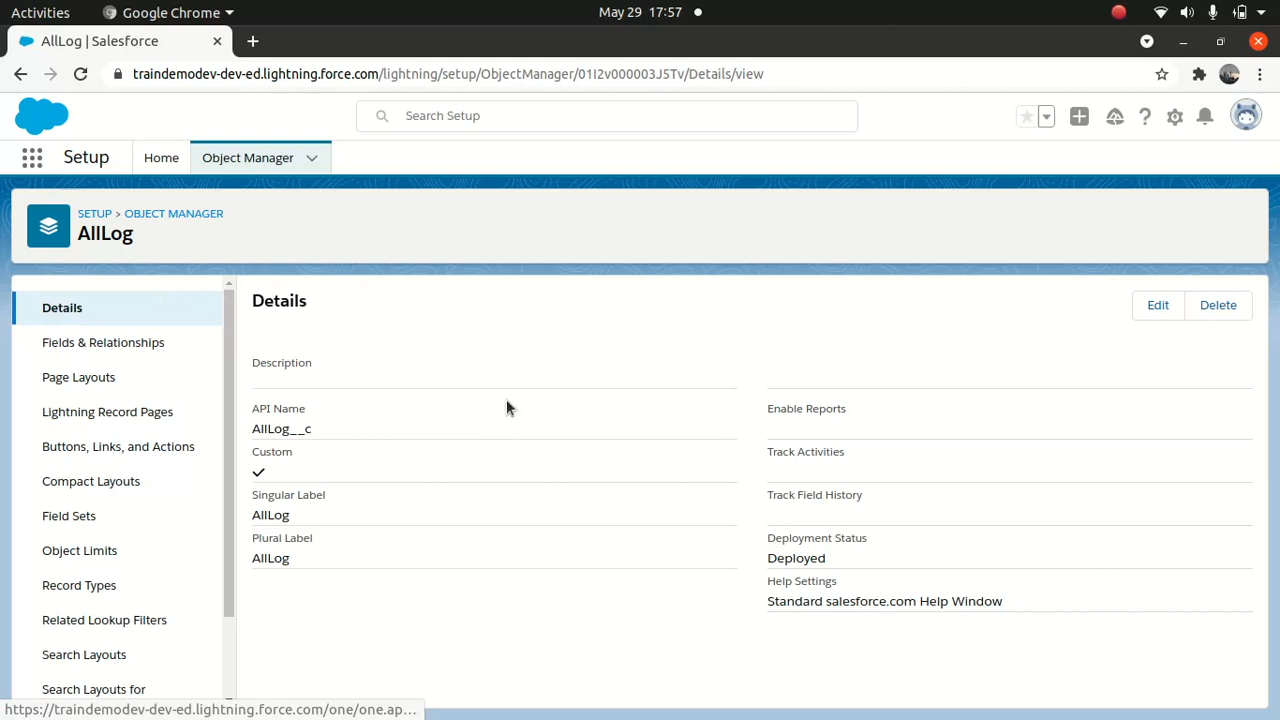 Activities
Google Chrome
May 29 17:57
AllLog | Salesforce
traindemodev-dev-ed.lightning.force.com/lightning/setup/ObjectManager/01I2v000003J5Tv/Details/view
Search Setup
Setup
Home
Object Manager
SETUP > OBJECT MANAGER
AllLog
Details
Fields & Relationships
Page Layouts
Lightning Record Pages
Buttons, Links, and Actions
Compact Layouts
Field Sets
Object Limits
Record Types
Related Lookup Filters
Search Layouts
Search Layouts for
Details
Edit
Delete
Description
API Name
AllLog__c
Custom
Singular Label
AllLog
Plural Label
AllLog
Enable Reports
Track Activities
Track Field History
Deployment Status
Deployed
Help Settings
Standard salesforce.com Help Window
https://traindemodev-dev-ed.lightning.force.com/one/one.ap...